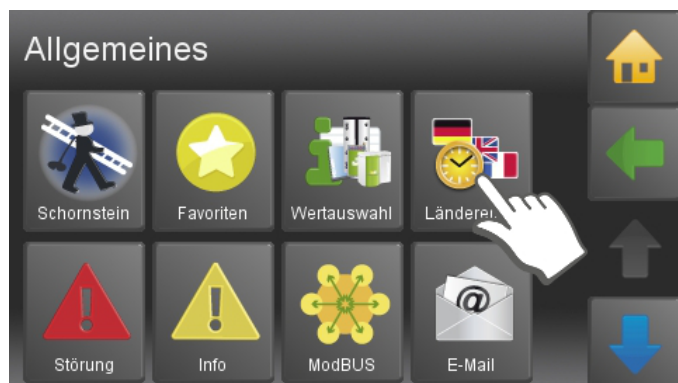 Allgemeines
Schornstein
Favoriten
Wertauswahl
Störung
Info
ModBUS
@
E-Mail